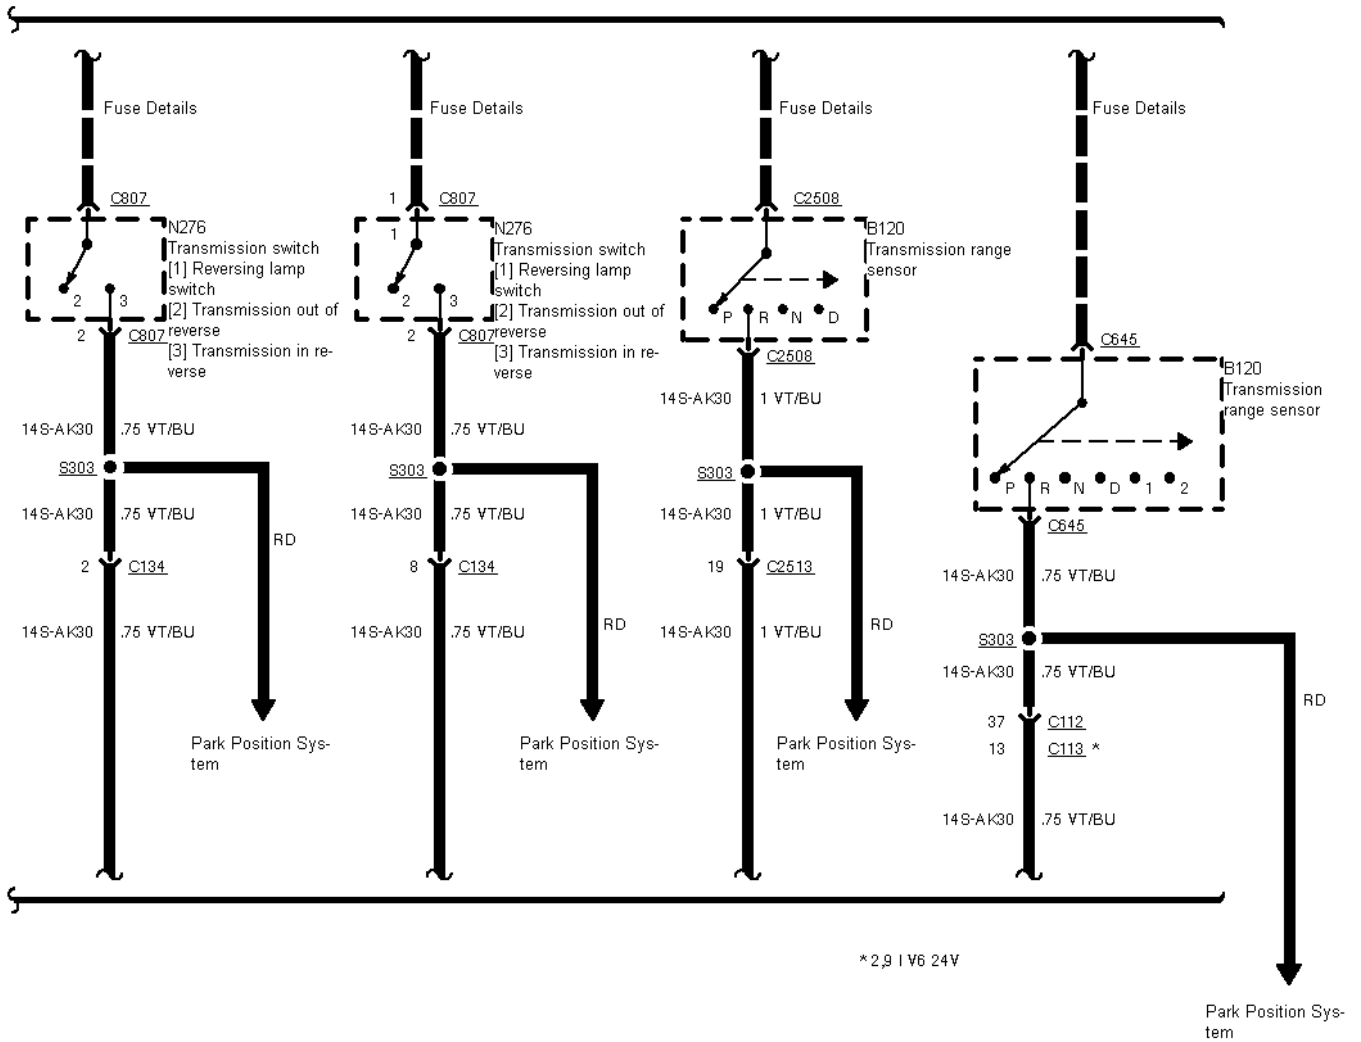 Fuse Details
Fuse Details
Fuse Details
Fuse Details
C807
1
C807
C2508
N276
Transmission switch
[1] Reversing lamp
switch
[2] Transmission out of
reverse
[3] Transmission in re-
verse
2
3
2
C807
1
N276
Transmission switch
[1] Reversing lamp
switch
[2] Transmission out of
reverse
[3] Transmission in re-
verse
2
3
2
C807
B120
Transmission range
sensor
P R N D
C2508
C645
B120
Transmission
range sensor
P R N D 1 2
C645
14S-AK30 .75 VT/BU
S303
14S-AK30 .75 VT/BU
RD
2 C134
14S-AK30 .75 VT/BU
Park Position Sys-
tem
14S-AK30 .75 VT/BU
S303
14S-AK30 .75 VT/BU
8 C134
14S-AK30 .75 VT/BU
RD
Park Position Sys-
tem
14S-AK30 1 VT/BU
S303
14S-AK30 1 VT/BU
19 C2513
14S-AK30 1 VT/BU
RD
Park Position Sys-
tem
14S-AK30 .75 VT/BU
S303
14S-AK30 .75 VT/BU
RD
37 C112
13 C113 *
14S-AK30 .75 VT/BU
* 2,9 l V6 24V
Park Position Sys-
tem